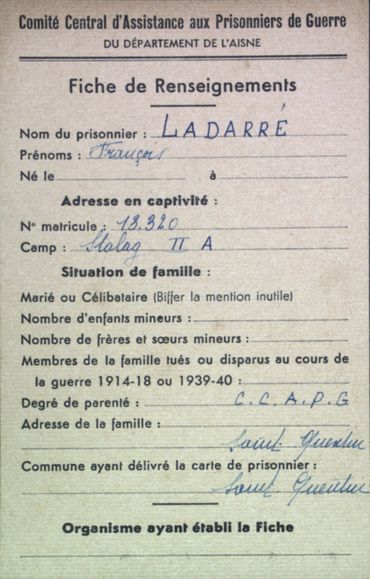 Comité Central d'Assistance aux Prisonniers de Guerre
DU DÉPARTEMENT DE L'AISNE
Fiche de Renseignements
Nom du prisonnier : LADARRÉ
Prénoms : François
Né le à
Adresse en captivité :
N° matricule : 13.320
Camp : Stalag II A
Situation de famille :
Marié ou Célibataire (Biffer la mention inutile)
Nombre d'enfants mineurs :
Nombre de frères et sœurs mineurs :
Membres de la famille tués ou disparus au cours de
la guerre 1914-18 ou 1939-40 :
Degré de parenté : C.C.A.P.G
Adresse de la famille :
Saint Quentin
Commune ayant délivré la carte de prisonnier :
Saint Quentin
Organisme ayant établi la Fiche